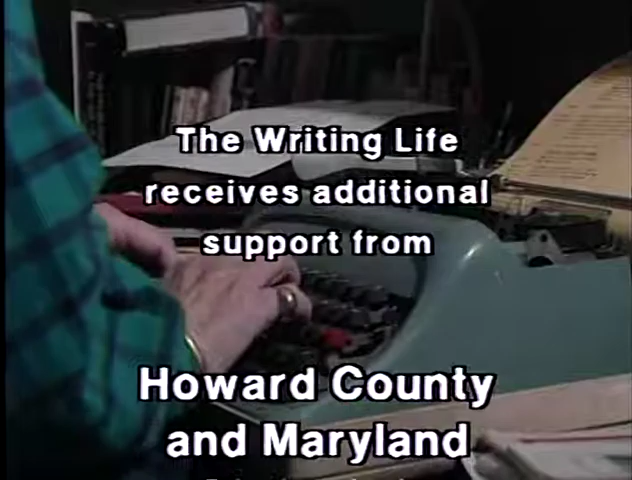 The Writing Life
receives additional
support from
Howard County
and Maryland